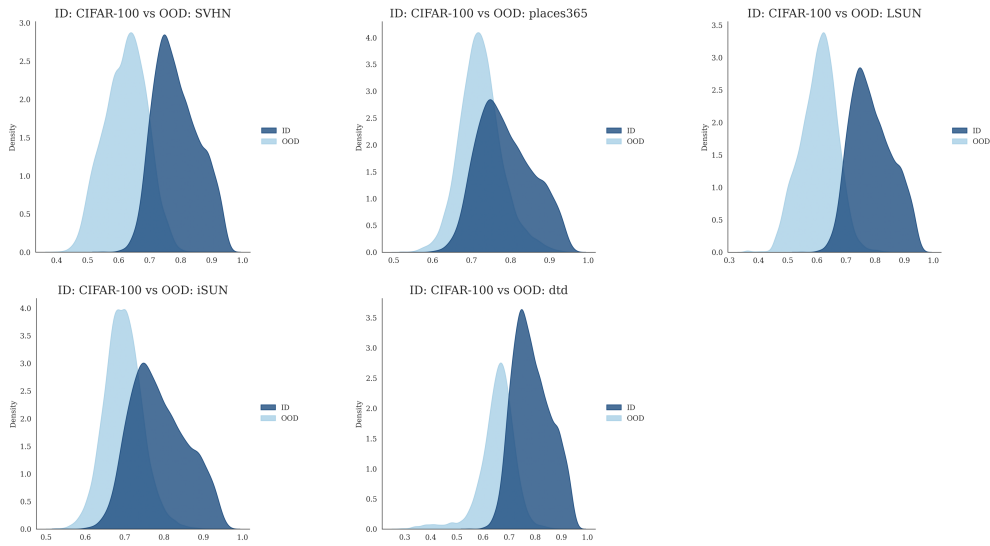 ID: CIFAR-100 vs OOD: SVHN
Density
3.0
2.5
2.0
1.5
1.0
0.5
0.0
0.4 0.5 0.6 0.7 0.8 0.9 1.0
ID
OOD
ID: CIFAR-100 vs OOD: places365
Density
4.0
3.5
3.0
2.5
2.0
1.5
1.0
0.5
0.0
0.5 0.6 0.7 0.8 0.9 1.0
ID
OOD
ID: CIFAR-100 vs OOD: LSUN
Density
3.5
3.0
2.5
2.0
1.5
1.0
0.5
0.0
0.3 0.4 0.5 0.6 0.7 0.8 0.9 1.0
ID
OOD
ID: CIFAR-100 vs OOD: iSUN
Density
4.0
3.5
3.0
2.5
2.0
1.5
1.0
0.5
0.0
0.5 0.6 0.7 0.8 0.9 1.0
ID
OOD
ID: CIFAR-100 vs OOD: dtd
Density
3.5
3.0
2.5
2.0
1.5
1.0
0.5
0.0
0.3 0.4 0.5 0.6 0.7 0.8 0.9 1.0
ID
OOD